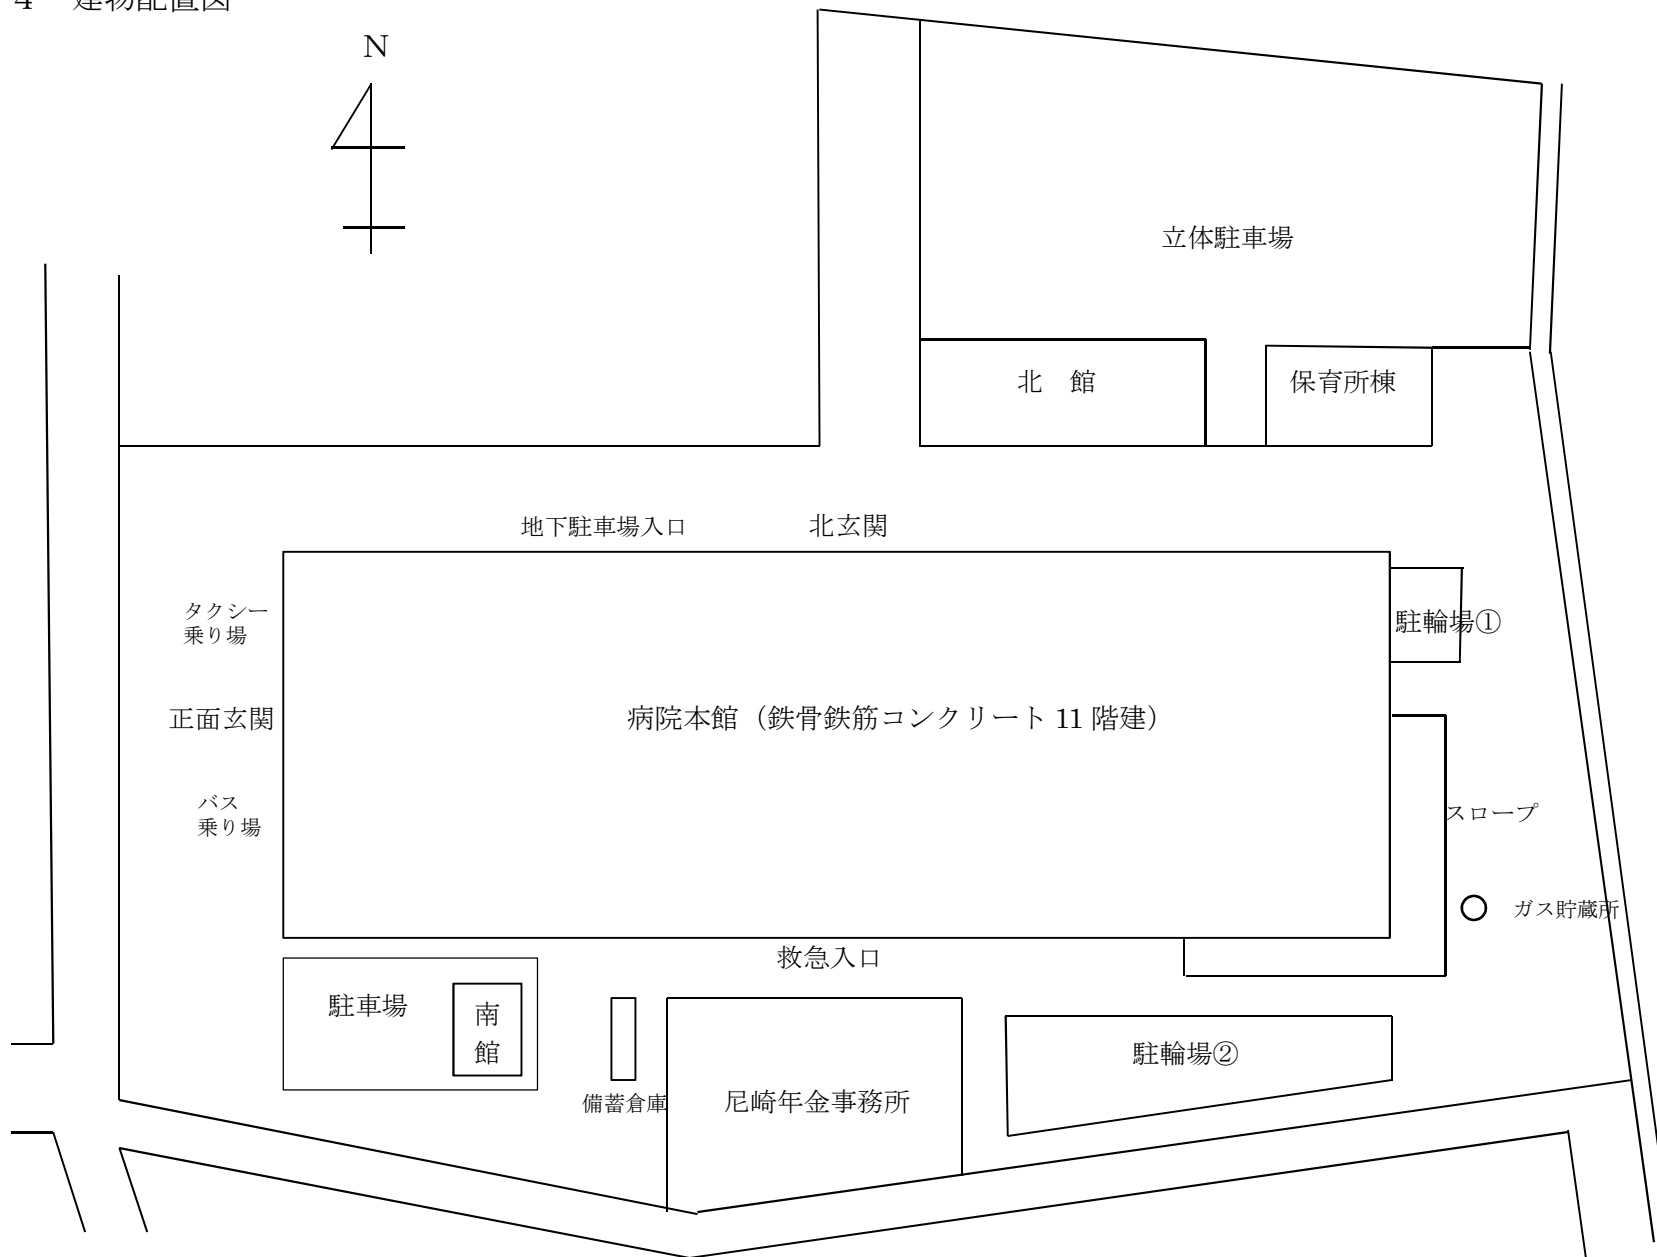 4 建物配置図
N
立体駐車場
北 館
保育所棟
地下駐車場入口
北玄関
タクシー
乗り場
駐輪場①
正面玄関
病院本館（鉄骨鉄筋コンクリート 11 階建）
バス
乗り場
スロープ
ガス貯蔵所
救急入口
駐車場
南
館
駐輪場②
備蓄倉庫
尼崎年金事務所